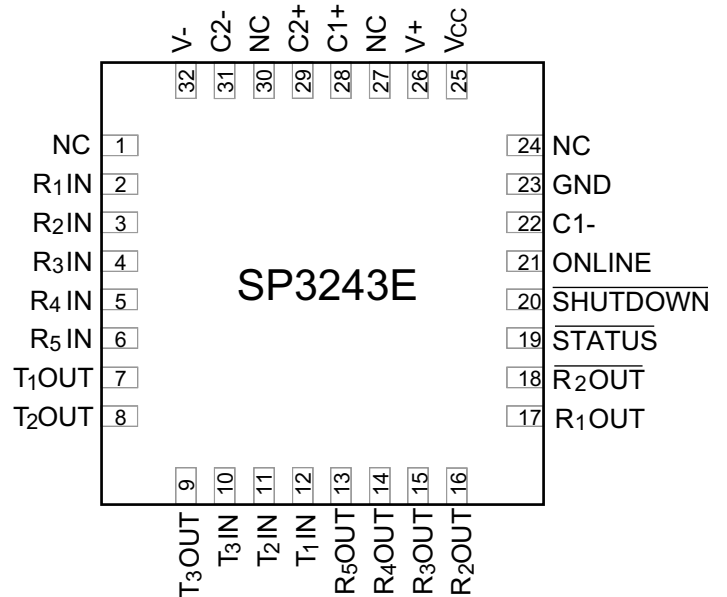 V-
C2-
NC
C2+
C1+
NC
V+
VCC
32
31
30
29
28
27
26
25
NC 1
R1IN 2
R2IN 3
R3IN 4
R4IN 5
R5IN 6
T1OUT 7
T2OUT 8
SP3243E
24 NC
23 GND
22 C1-
21 ONLINE
20 SHUTDOWN
19 STATUS
18 R2OUT
17 R1OUT
9
10
11
12
13
14
15
16
T3OUT
T3IN
T2IN
T1IN
R5OUT
R4OUT
R3OUT
R2OUT